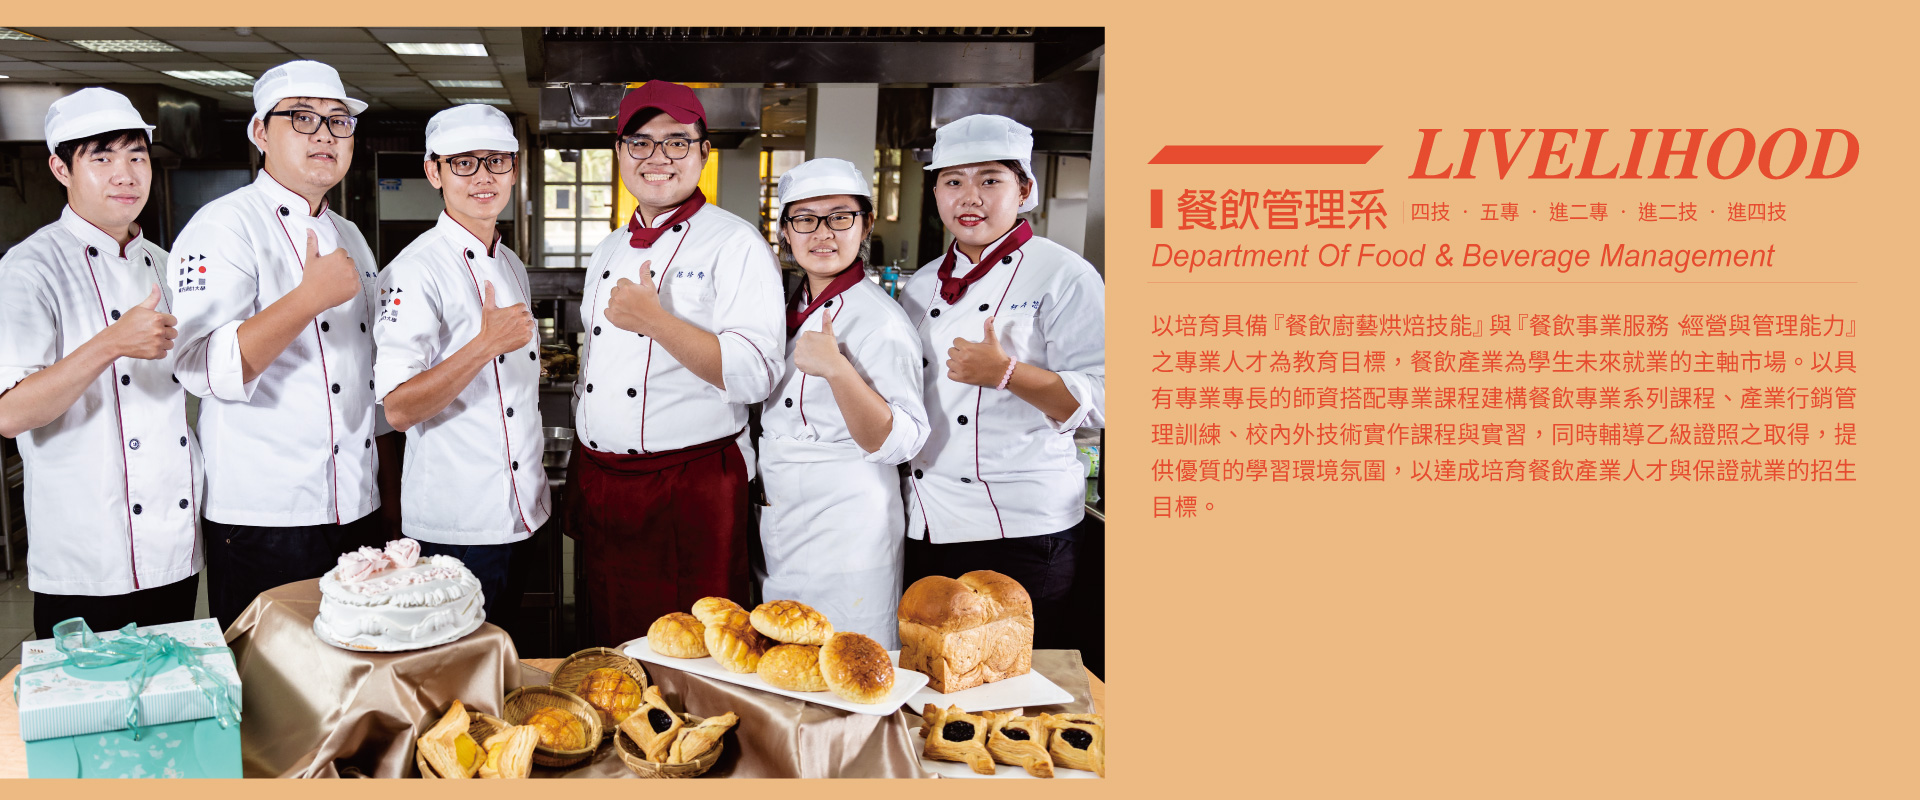 LIVELIHOOD
餐飲管理系
四技 · 五專 · 進二專 · 進二技 · 進四技
Department Of Food & Beverage Management
以培育具備『餐飲廚藝烘焙技能』與『餐飲事業服務、經營與管理能力』
之專業人才為教育目標，餐飲產業為學生未來就業的主軸市場。以具
有專業專長的師資搭配專業課程建構餐飲專業系列課程、產業行銷管
理訓練、校內外技術實作課程與實習，同時輔導乙級證照之取得，提
供優質的學習環境氛圍，以達成培育餐飲產業人才與保證就業的招生
目標。